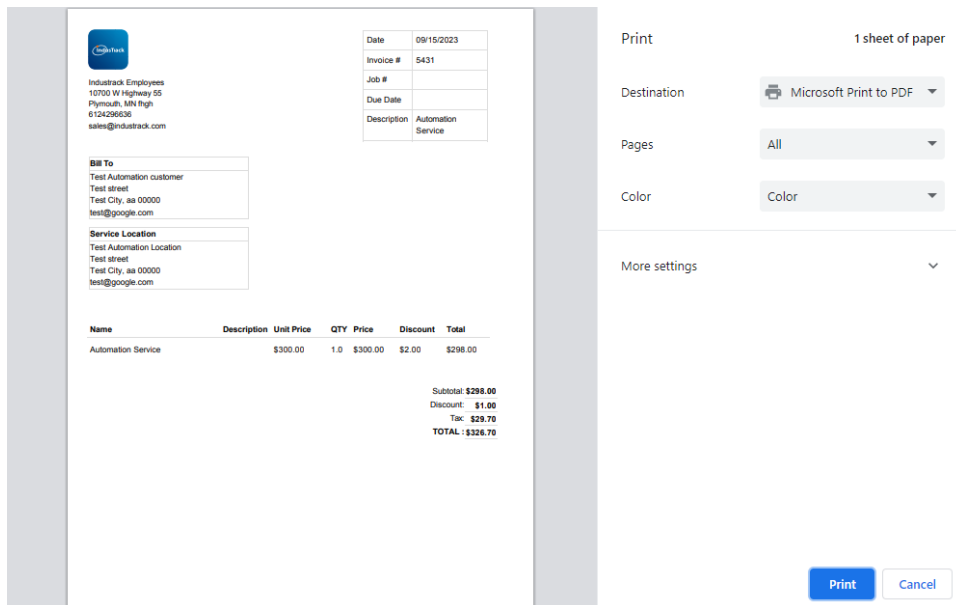 IndusTrack
Industrack Employees
10700 W Highway 55
Plymouth, MN fhgh
6124296636
sales@industrack.com
Date 09/15/2023
Invoice # 5431
Job #
Due Date
Description Automation
Service
Bill To
Test Automation customer
Test street
Test City, aa 00000
test@google.com
Service Location
Test Automation Location
Test street
Test City, aa 00000
test@google.com
Name Description Unit Price QTY Price Discount Total
Automation Service $300.00 1.0 $300.00 $2.00 $298.00
Subtotal: $298.00
Discount: $1.00
Tax: $29.70
TOTAL : $326.70
Print 1 sheet of paper
Destination Microsoft Print to PDF
Pages All
Color Color
More settings
Print Cancel